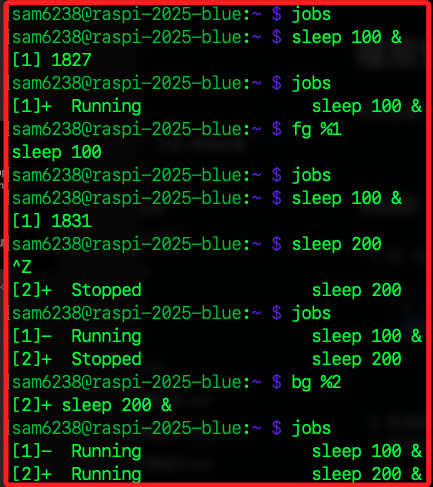 sam6238@raspi-2025-blue:~ $ jobs
sam6238@raspi-2025-blue:~ $ sleep 100 &
[1] 1827
sam6238@raspi-2025-blue:~ $ jobs
[1]+  Running                 sleep 100 &
sam6238@raspi-2025-blue:~ $ fg %1
sleep 100
sam6238@raspi-2025-blue:~ $ jobs
sam6238@raspi-2025-blue:~ $ sleep 100 &
[1] 1831
sam6238@raspi-2025-blue:~ $ sleep 200
^Z
[2]+  Stopped                 sleep 200
sam6238@raspi-2025-blue:~ $ jobs
[1]-  Running                 sleep 100 &
[2]+  Stopped                 sleep 200
sam6238@raspi-2025-blue:~ $ bg %2
[2]+ sleep 200 &
sam6238@raspi-2025-blue:~ $ jobs
[1]-  Running                 sleep 100 &
[2]+  Running                 sleep 200 &